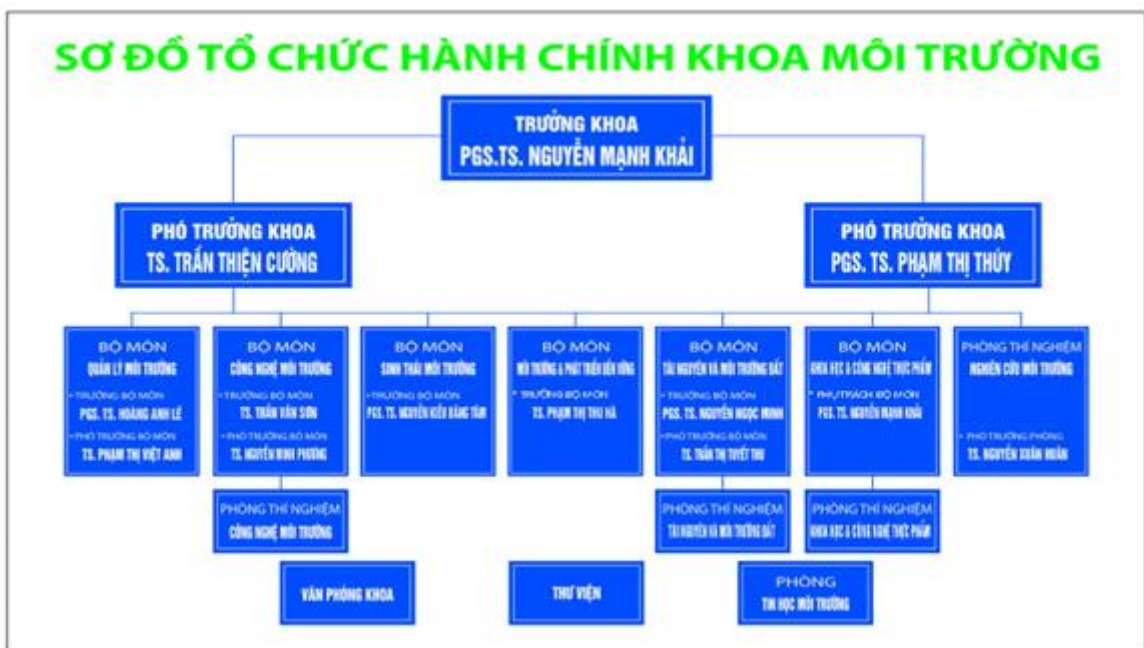 SƠ ĐỒ TỔ CHỨC HÀNH CHÍNH KHOA MÔI TRƯỜNG
TRƯỞNG KHOA
PGS.TS. NGUYỄN MẠNH KHẢI
PHÓ TRƯỞNG KHOA
TS. TRẦN THIỆN CƯỜNG
PHÓ TRƯỞNG KHOA
PGS. TS. PHẠM THỊ THÚY
BỘ MÔN
QUẢN LÝ MÔI TRƯỜNG
• TRƯỞNG BỘ MÔN
PGS. TS. HOÀNG ANH LÊ
• PHÓ TRƯỞNG BỘ MÔN
TS. PHẠM THỊ VIỆT ANH
BỘ MÔN
CÔNG NGHỆ MÔI TRƯỜNG
• TRƯỞNG BỘ MÔN
TS. TRẦN VĂN SƠN
• PHÓ TRƯỞNG BỘ MÔN
TS. NGUYỄN MINH PHƯƠNG
BỘ MÔN
SINH THÁI MÔI TRƯỜNG
• TRƯỞNG BỘ MÔN
PGS. TS. NGUYỄN KIỀU BĂNG TÂM
BỘ MÔN
MÔI TRƯỜNG & PHÁT TRIỂN BỀN VỮNG
• TRƯỞNG BỘ MÔN
TS. PHẠM THỊ THU HÀ
BỘ MÔN
TÀI NGUYÊN VÀ MÔI TRƯỜNG ĐẤT
• TRƯỞNG BỘ MÔN
PGS. TS. NGUYỄN NGỌC MINH
• PHÓ TRƯỞNG BỘ MÔN
TS. TRẦN THỊ TUYẾT THU
BỘ MÔN
KHOA HỌC & CÔNG NGHỆ THỰC PHẨM
• PHỤ TRÁCH BỘ MÔN
PGS. TS. NGUYỄN MẠNH KHẢI
PHÒNG THÍ NGHIỆM
NGHIÊN CỨU MÔI TRƯỜNG
• PHÓ TRƯỞNG PHÒNG
TS. NGUYỄN XUÂN HUÂN
PHÒNG THÍ NGHIỆM
CÔNG NGHỆ MÔI TRƯỜNG
PHÒNG THÍ NGHIỆM
TÀI NGUYÊN VÀ MÔI TRƯỜNG ĐẤT
PHÒNG THÍ NGHIỆM
KHOA HỌC & CÔNG NGHỆ THỰC PHẨM
VĂN PHÒNG KHOA
THƯ VIỆN
PHÒNG
TIN HỌC MÔI TRƯỜNG